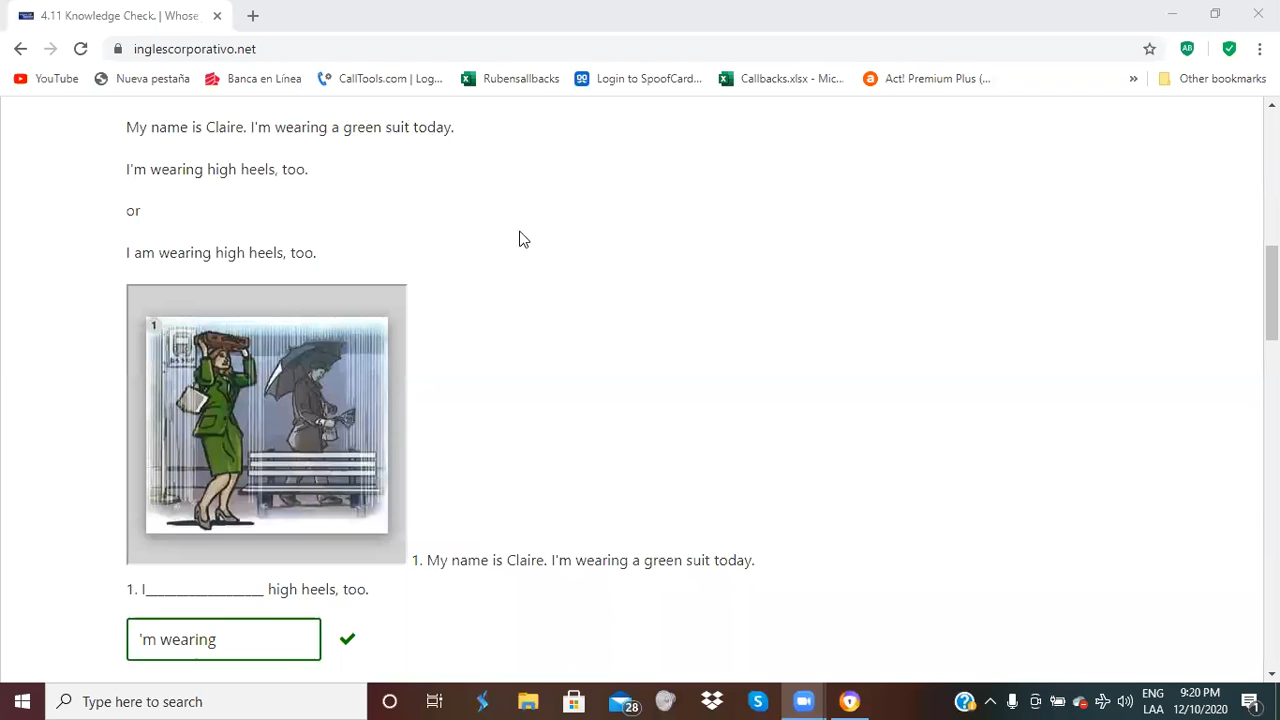 4.11 Knowledge Check. | Whose
inglescorporativo.net
YouTube Nueva pestaña Banca en Línea CallTools.com | Log... Rubensallbacks Login to SpoofCard... Callbacks.xlsx - Mic... Act! Premium Plus (... » Other bookmarks
My name is Claire. I'm wearing a green suit today.
I'm wearing high heels, too.
or
I am wearing high heels, too.
1
1. My name is Claire. I'm wearing a green suit today.
1. I__________________ high heels, too.
'm wearing
Type here to search
28
ENG
LAA
9:20 PM
12/10/2020
1